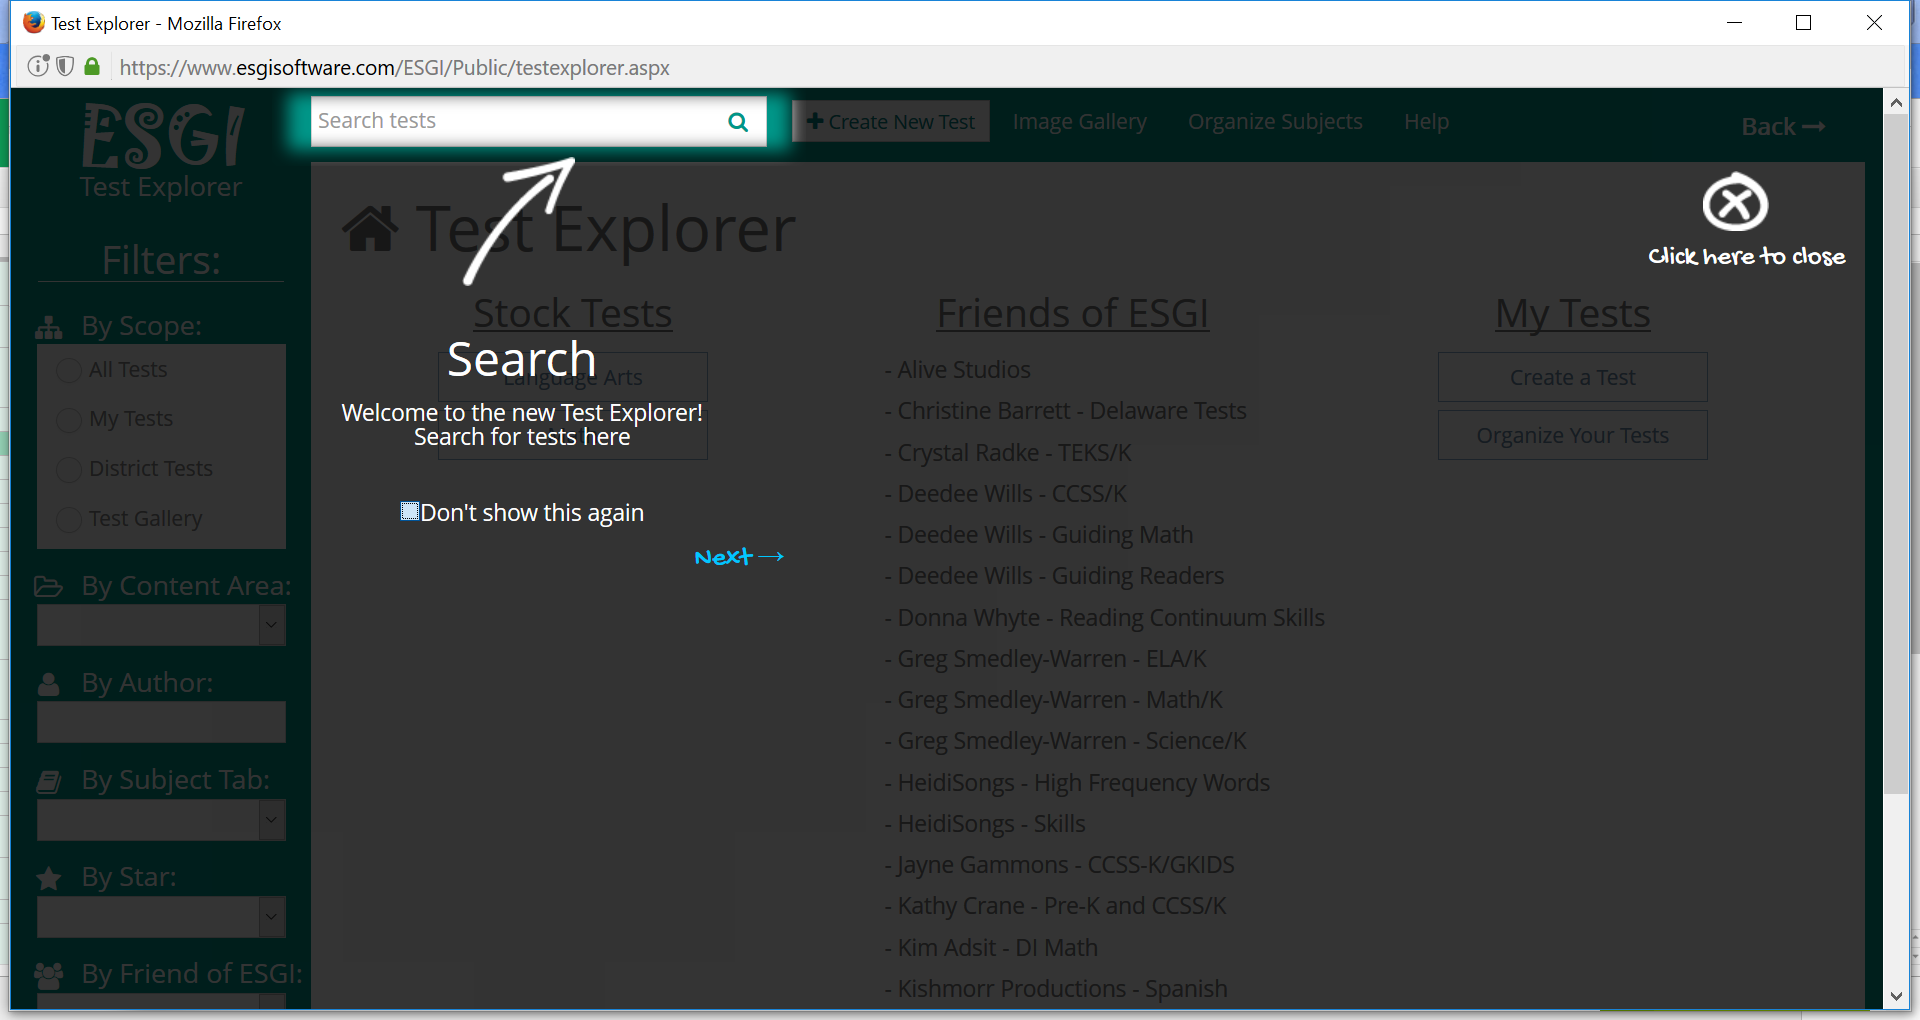 Test Explorer - Mozilla Firefox
https://www.esgisoftware.com/ESGI/Public/testexplorer.aspx
ESGI
Test Explorer
Search tests
Create New Test
Image Gallery
Organize Subjects
Help
Back
Click here to close
Filters:
By Scope:
All Tests
My Tests
District Tests
Test Gallery
By Content Area:
By Author:
By Subject Tab:
By Star:
By Friend of ESGI:
Test Explorer
Stock Tests
Language Arts
Search
Welcome to the new Test Explorer!
Search for tests here
Don't show this again
Next
Friends of ESGI
- Alive Studios
- Christine Barrett - Delaware Tests
- Crystal Radke - TEKS/K
- Deedee Wills - CCSS/K
- Deedee Wills - Guiding Math
- Deedee Wills - Guiding Readers
- Donna Whyte - Reading Continuum Skills
- Greg Smedley-Warren - ELA/K
- Greg Smedley-Warren - Math/K
- Greg Smedley-Warren - Science/K
- HeidiSongs - High Frequency Words
- HeidiSongs - Skills
- Jayne Gammons - CCSS-K/GKIDS
- Kathy Crane - Pre-K and CCSS/K
- Kim Adsit - DI Math
- Kishmorr Productions - Spanish
My Tests
Create a Test
Organize Your Tests